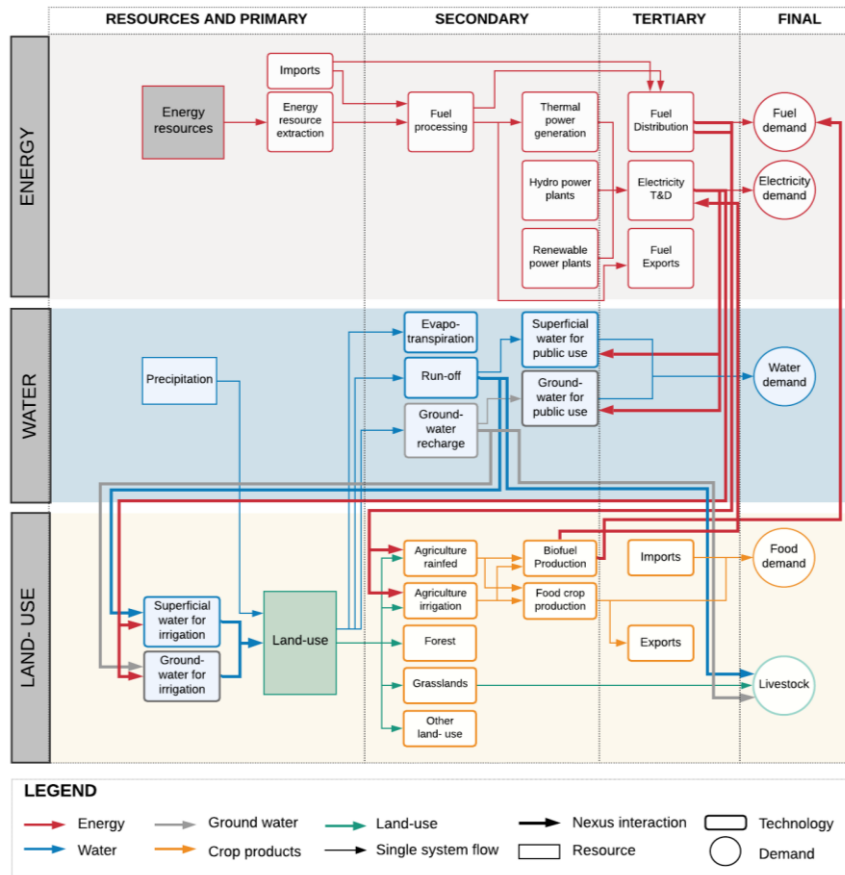 RESOURCES AND PRIMARY
SECONDARY
TERTIARY
FINAL
ENERGY
Imports
Energy
resources
Energy
resource
extraction
Fuel
processing
Thermal
power
generation
Fuel
Distribution
Fuel
demand
Hydro power
plants
Electricity
T&D
Electricity
demand
Renewable
power plants
Fuel
Exports
WATER
Precipitation
Evapo-
transpiration
Run-off
Ground-
water
recharge
Superficial
water for
public use
Ground-
water for
public use
Water
demand
LAND- USE
Superficial
water for
irrigation
Ground-
water for
irrigation
Land-use
Agriculture
rainfed
Agriculture
irrigation
Forest
Grasslands
Other
land- use
Biofuel
Production
Food crop
production
Imports
Exports
Food
demand
Livestock
LEGEND
Energy
Ground water
Land-use
Nexus interaction
Technology
Water
Crop products
Single system flow
Resource
Demand